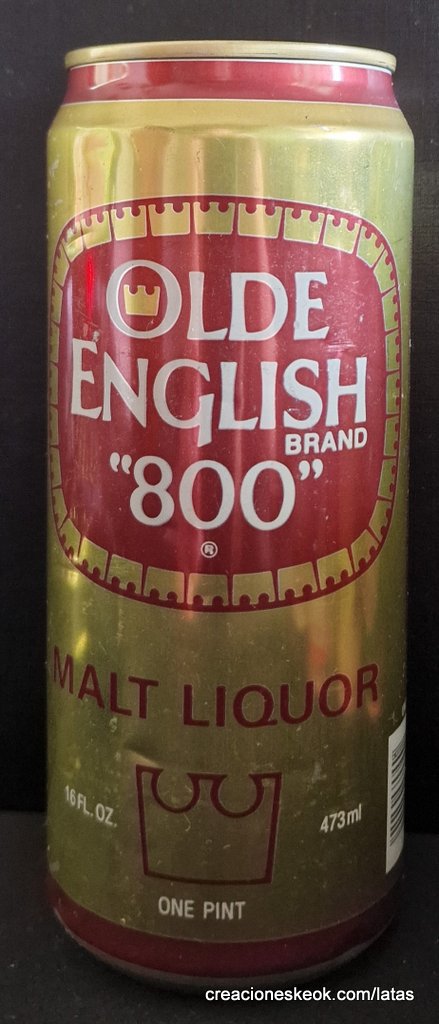 OLDE
ENGLISH
BRAND
“800”
®
MALT LIQUOR
16 FL. OZ.
473ml
ONE PINT
creacioneskeok.com/latas